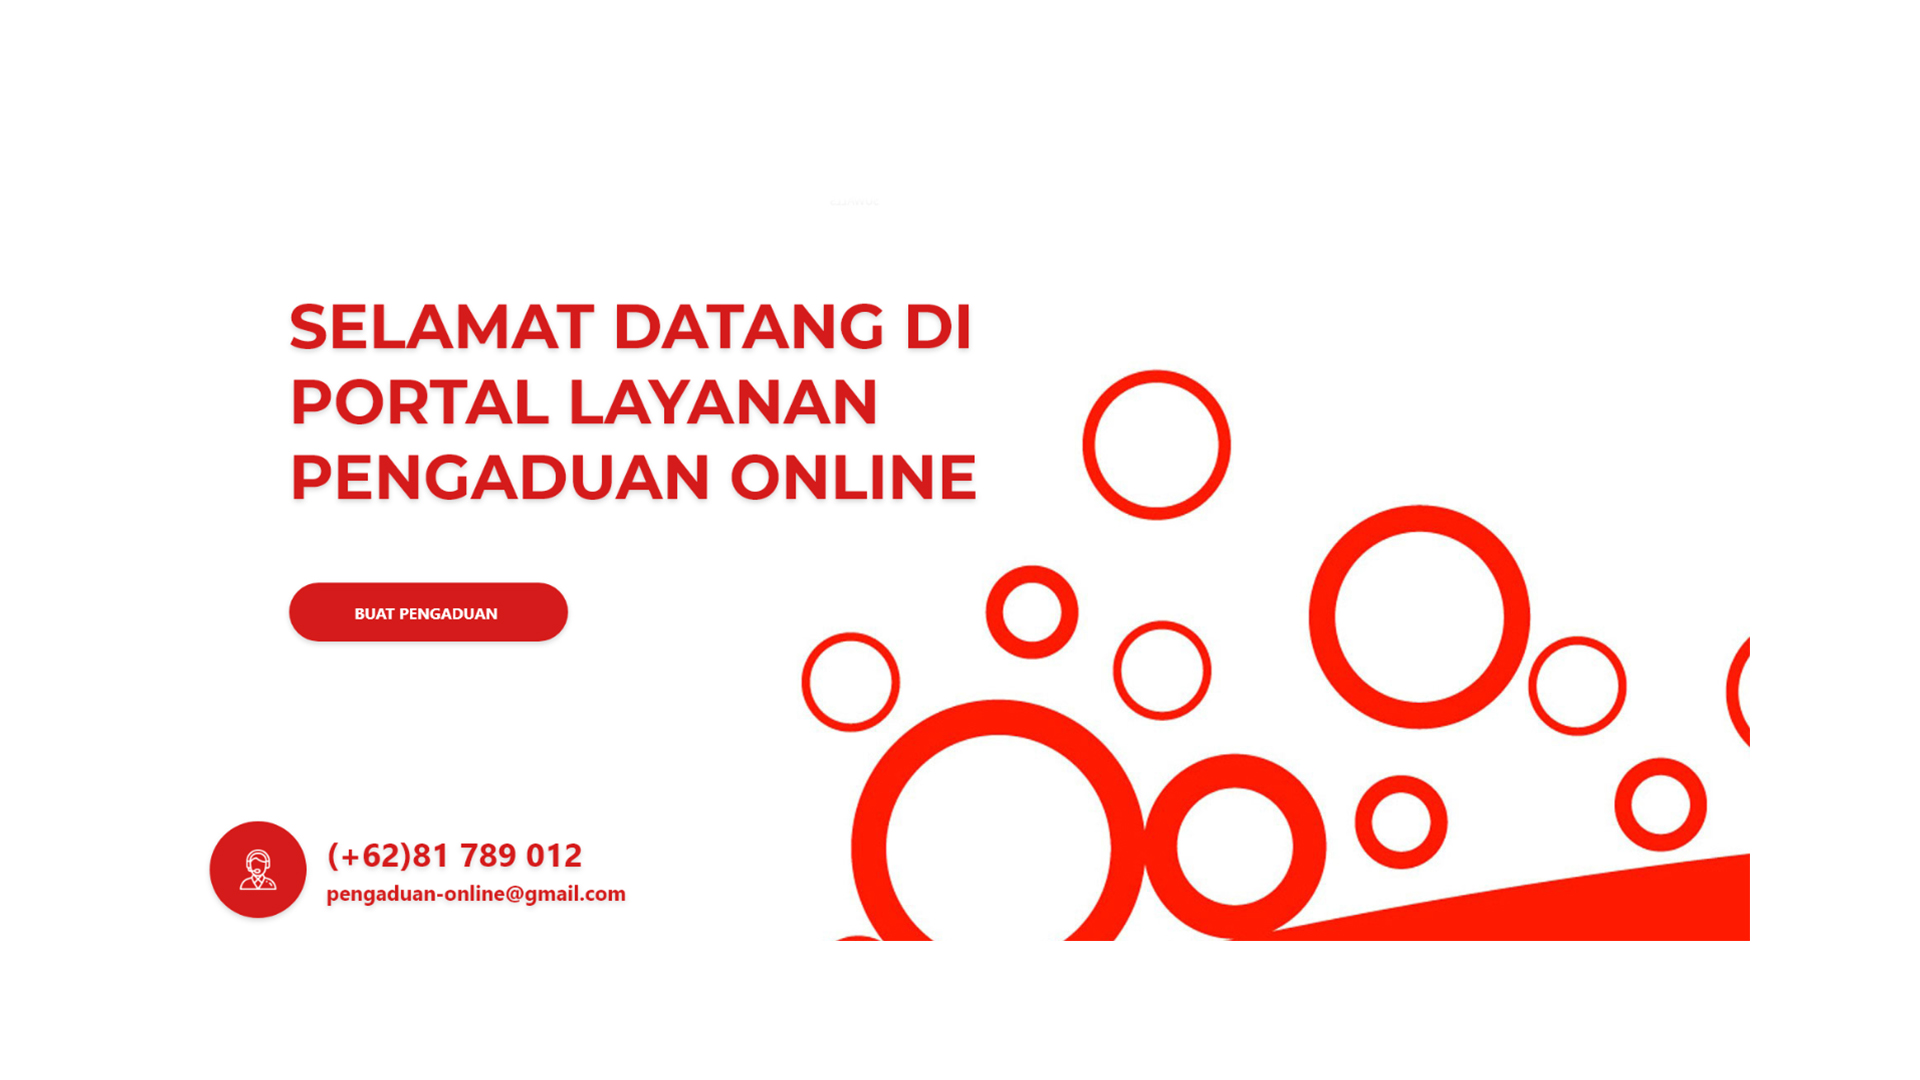 SELAMAT DATANG DI
PORTAL LAYANAN
PENGADUAN ONLINE
BUAT PENGADUAN
(+62)81 789 012
pengaduan-online@gmail.com